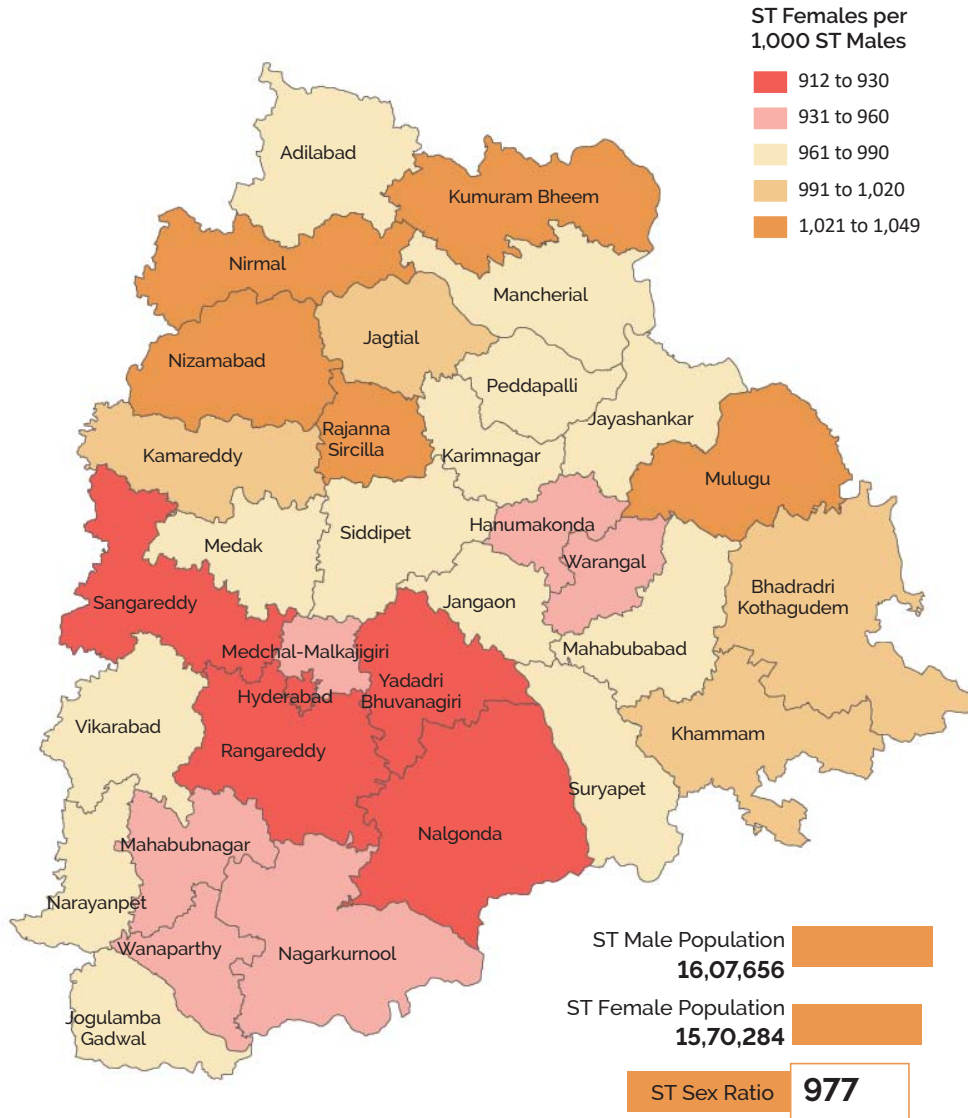 ST Females per
1,000 ST Males
912 to 930
931 to 960
961 to 990
991 to 1,020
1,021 to 1,049
Adilabad
Kumuram Bheem
Nirmal
Mancherial
Jagtial
Nizamabad
Peddapalli
Jayashankar
Rajanna
Sircilla
Karimnagar
Kamareddy
Mulugu
Hanumakonda
Siddipet
Medak
Warangal
Bhadradri
Kothagudem
Sangareddy
Jangaon
Mahabubabad
Medchal-Malkajigiri
Yadadri
Bhuvanagiri
Hyderabad
Vikarabad
Khammam
Rangareddy
Suryapet
Nalgonda
Mahabubnagar
Narayanpet
Wanaparthy
Nagarkurnool
Jogulamba
Gadwal
ST Male Population
16,07,656
ST Female Population
15,70,284
ST Sex Ratio
977